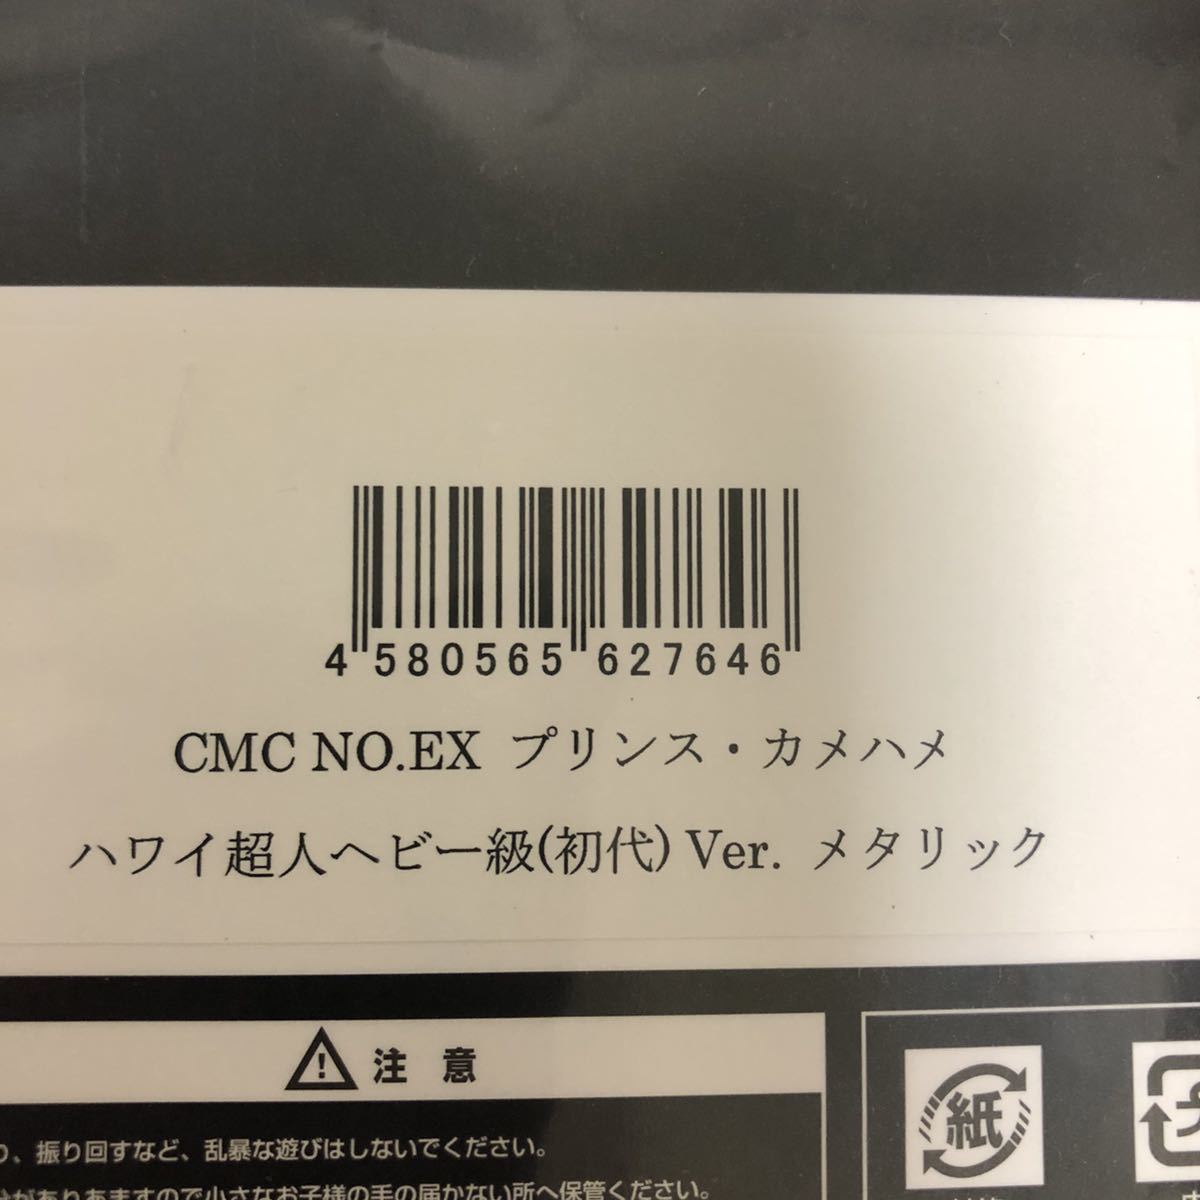 4 580565 627646
CMC NO.EX プリンス・カメハメ
ハワイ超人ヘビー級(初代) Ver. メタリック
注 意
り、振り回すなど、乱暴な遊びはしないでください。
がありあますので小さなお子様の手の届かない所へ保管ください。
紙
プ